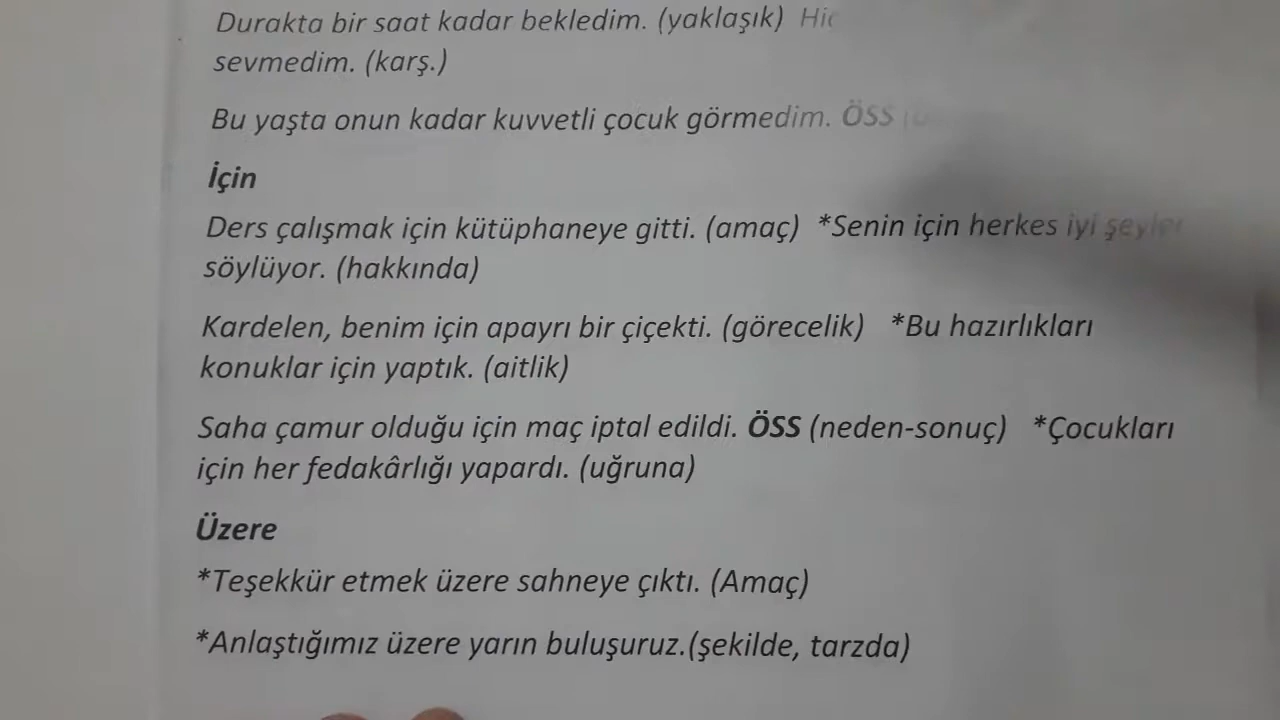 Durakta bir saat kadar bekledim. (yaklaşık)
sevmedim. (karş.)
Bu yaşta onun kadar kuvvetli çocuk görmedim. ÖSS
İçin
Ders çalışmak için kütüphaneye gitti. (amaç) *Senin için herkes iyi şeyler
söylüyor. (hakkında)
Kardelen, benim için apayrı bir çiçekti. (görecelik) *Bu hazırlıkları
konuklar için yaptık. (aitlik)
Saha çamur olduğu için maç iptal edildi. ÖSS (neden-sonuç) *Çocukları
için her fedakârlığı yapardı. (uğruna)
Üzere
*Teşekkür etmek üzere sahneye çıktı. (Amaç)
*Anlaştığımız üzere yarın buluşuruz.(şekilde, tarzda)